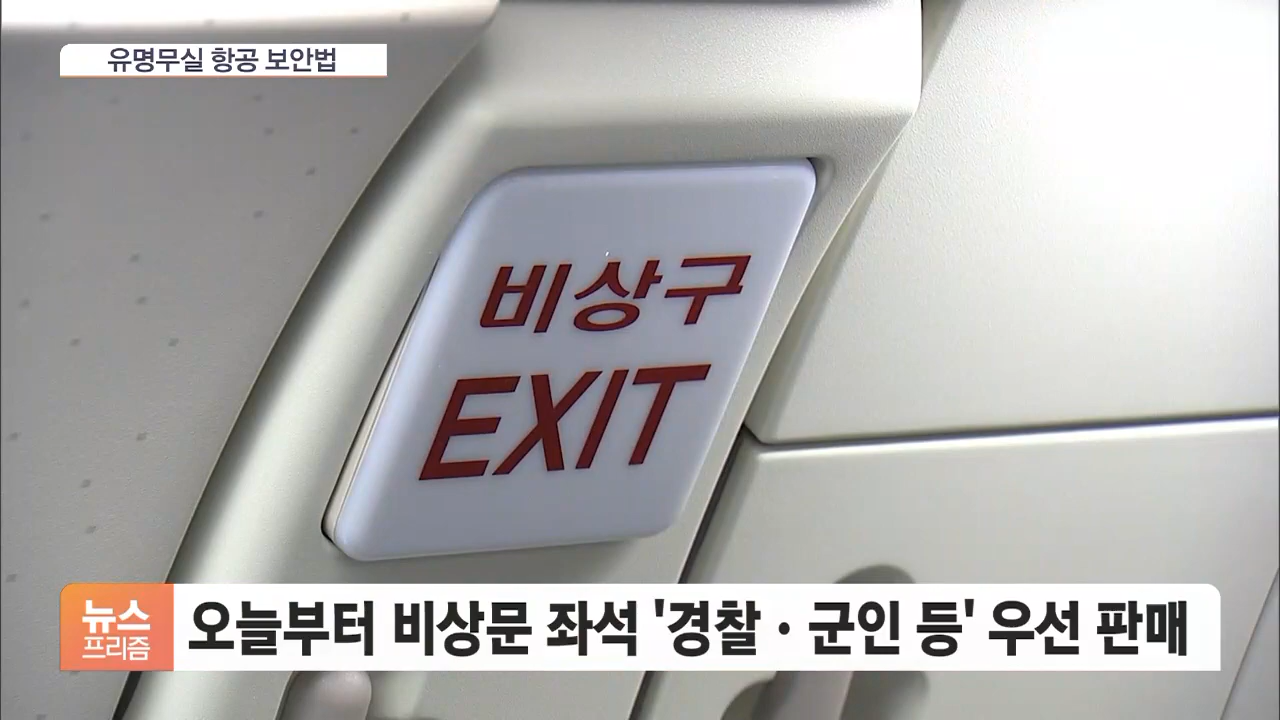 유명무실 항공 보안법
비상구
EXIT
뉴스
프리즘
오늘부터 비상문 좌석 '경찰·군인 등' 우선 판매